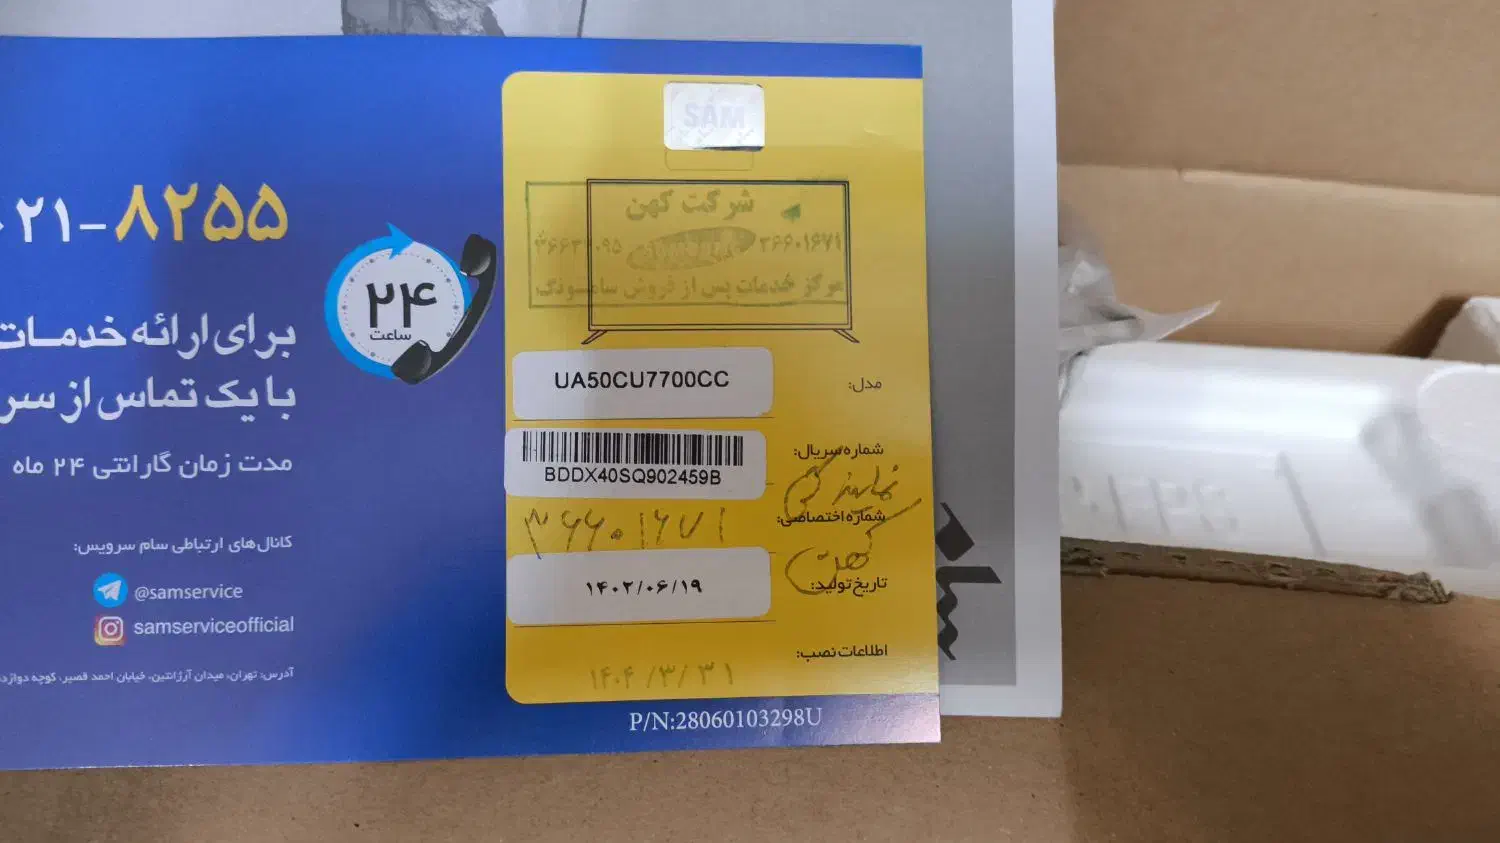 ۰۲۱-۸۲۵۵
۲۴
ساعت
برای ارائه خدمات
با یک تماس از سر
مدت زمان گارانتی ۲۴ ماه
کانال‌های ارتباطی سام سرویس:
@samservice
samserviceofficial
آدرس: تهران، میدان آرژانتین، خیابان احمد قصیر، کوچه دوازد
SAM
شرکت کهن
۳۶۶۰۱۶۷۱
مرکز خدمات پس از فروش سامسونگ
مدل:
UA50CU7700CC
شماره سریال:
BDDX40SQ902459B
نمایندگی
شماره اختصاصی:
۳۶۶۰۱۶۷۱
کهن
تاریخ تولید:
۱۴۰۲/۰۶/۱۹
اطلاعات نصب:
۱۴۰۴/۳/۳۱
P/N:28060103298U
سام